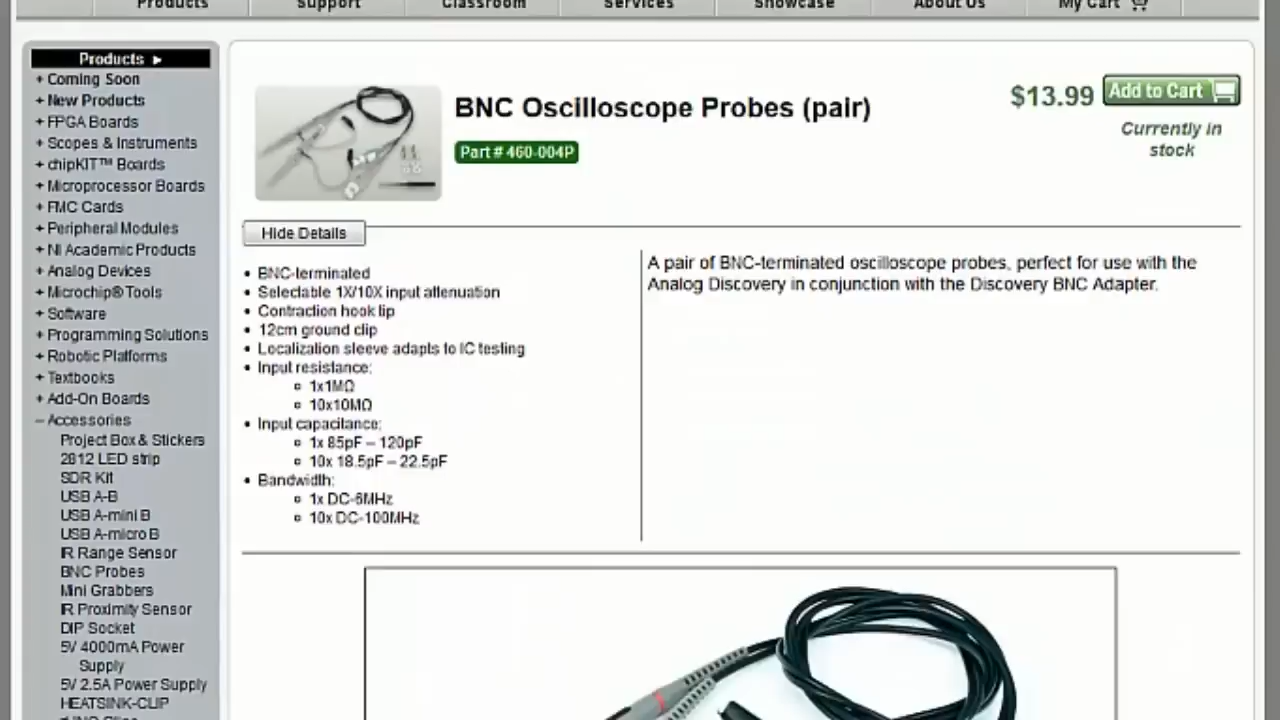 Products Support Classroom Services Showcase About Us My Cart
Products ►
+ Coming Soon
+ New Products
+ FPGA Boards
+ Scopes & Instruments
+ chipKIT™ Boards
+ Microprocessor Boards
+ FMC Cards
+ Peripheral Modules
+ NI Academic Products
+ Analog Devices
+ Microchip® Tools
+ Software
+ Programming Solutions
+ Robotic Platforms
+ Textbooks
+ Add-On Boards
– Accessories
Project Box & Stickers
2812 LED strip
SDR Kit
USB A-B
USB A-mini B
USB A-micro B
IR Range Sensor
BNC Probes
Mini Grabbers
IR Proximity Sensor
DIP Socket
5V 4000mA Power
Supply
5V 2.5A Power Supply
HEATSINK-CLIP
BNC Oscilloscope Probes (pair)
Part # 460-004P
$13.99 Add to Cart
Currently in
stock
Hide Details
• BNC-terminated
• Selectable 1X/10X input attenuation
• Contraction hook lip
• 12cm ground clip
• Localization sleeve adapts to IC testing
• Input resistance:
1x1MΩ
10x10MΩ
• Input capacitance:
1x 85pF – 120pF
10x 18.5pF – 22.5pF
• Bandwidth:
1x DC-6MHz
10x DC-100MHz
A pair of BNC-terminated oscilloscope probes, perfect for use with the
Analog Discovery in conjunction with the Discovery BNC Adapter.